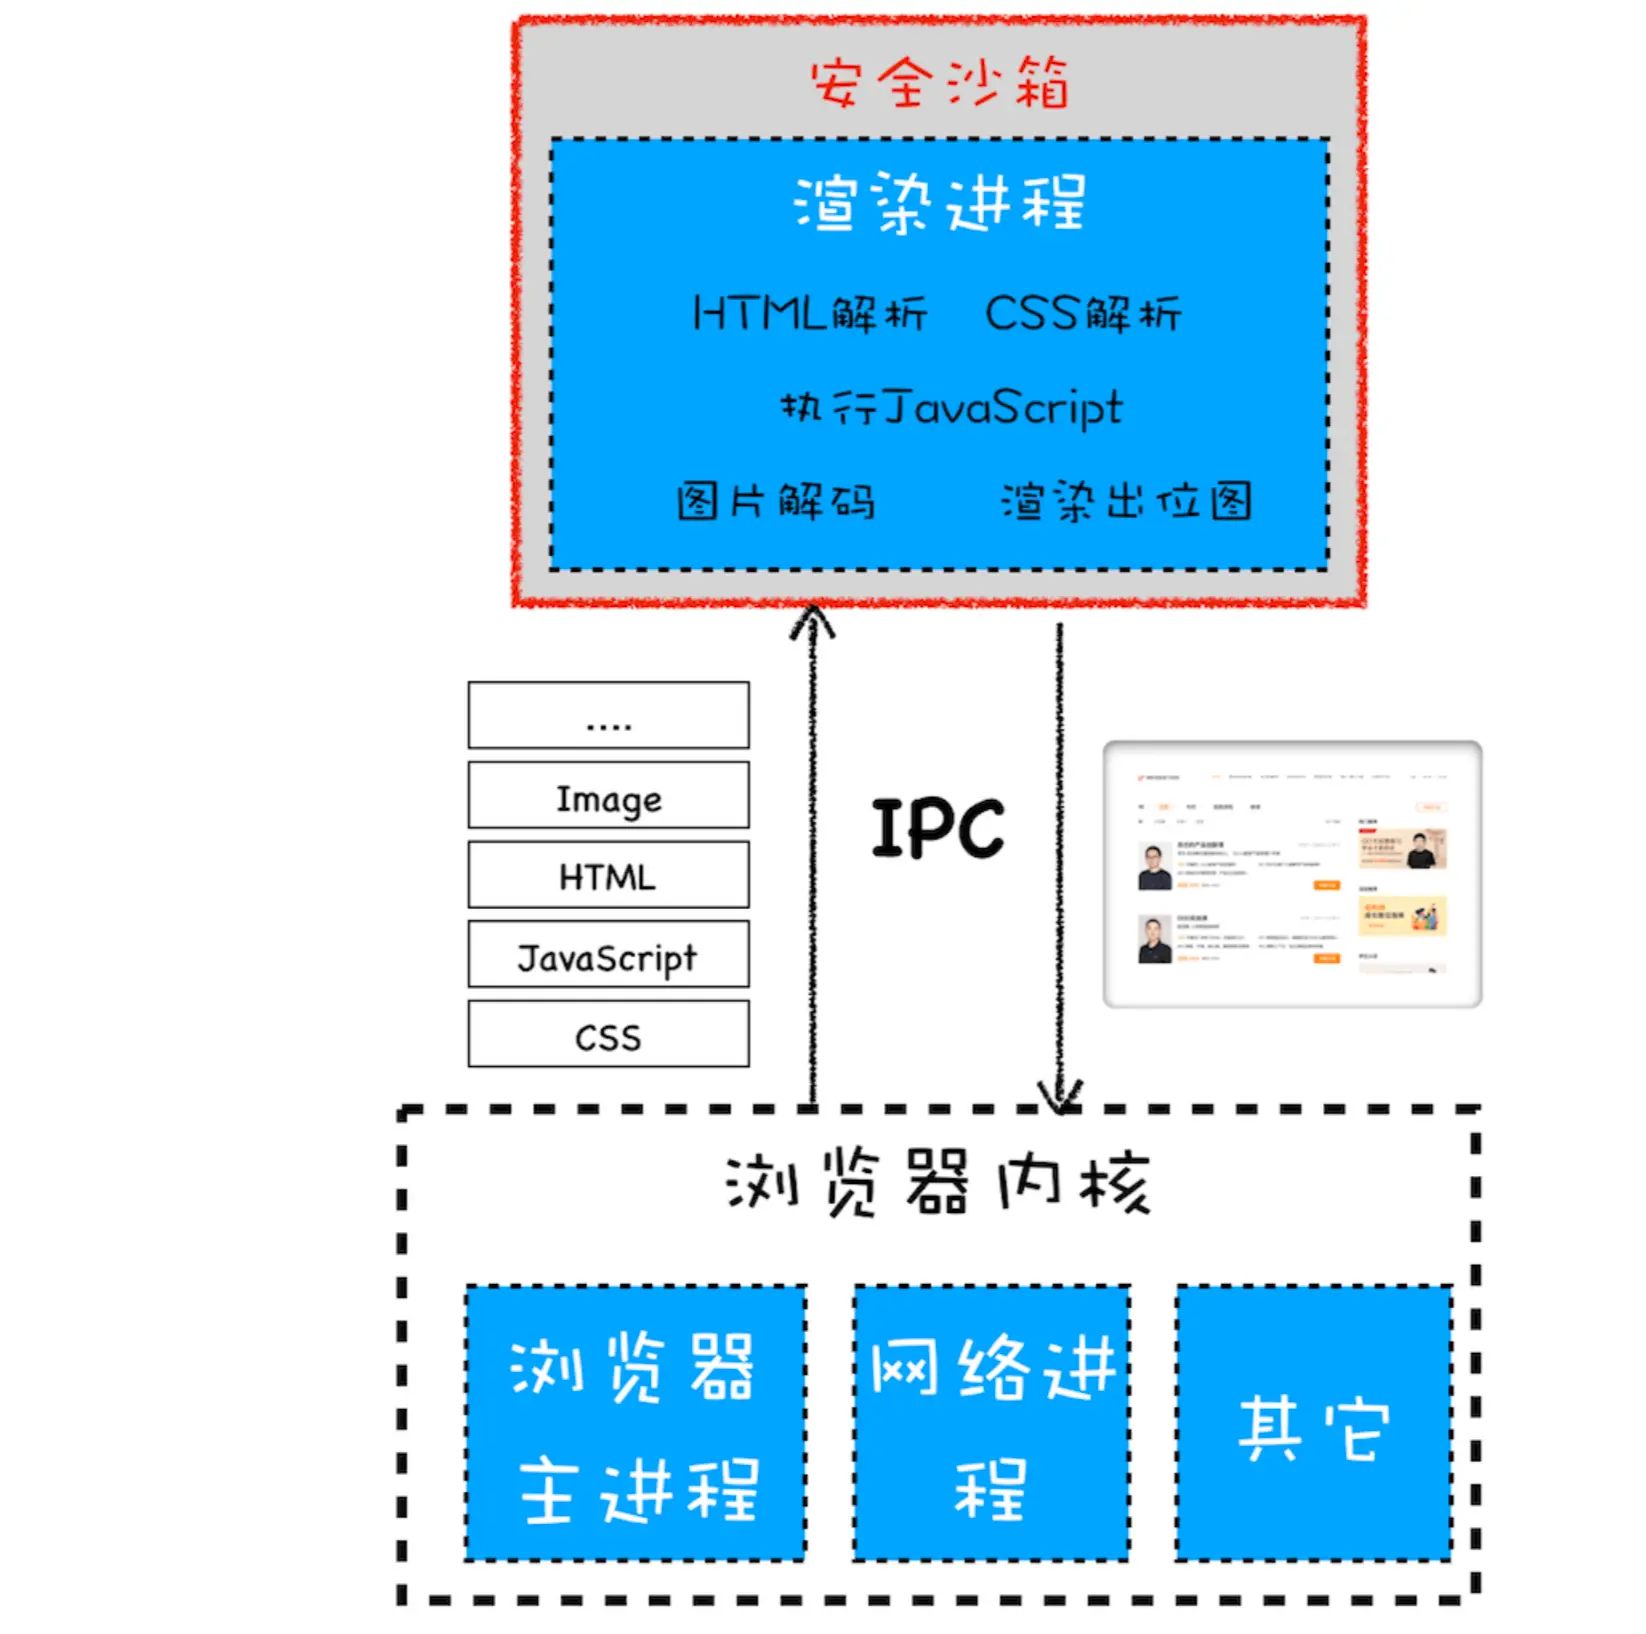 安全沙箱
渲染进程
HTML解析 CSS解析
执行JavaScript
图片解码 渲染出位图
....
Image
HTML
JavaScript
CSS
IPC
浏览器内核
浏览器
主进程
网络进
程
其它